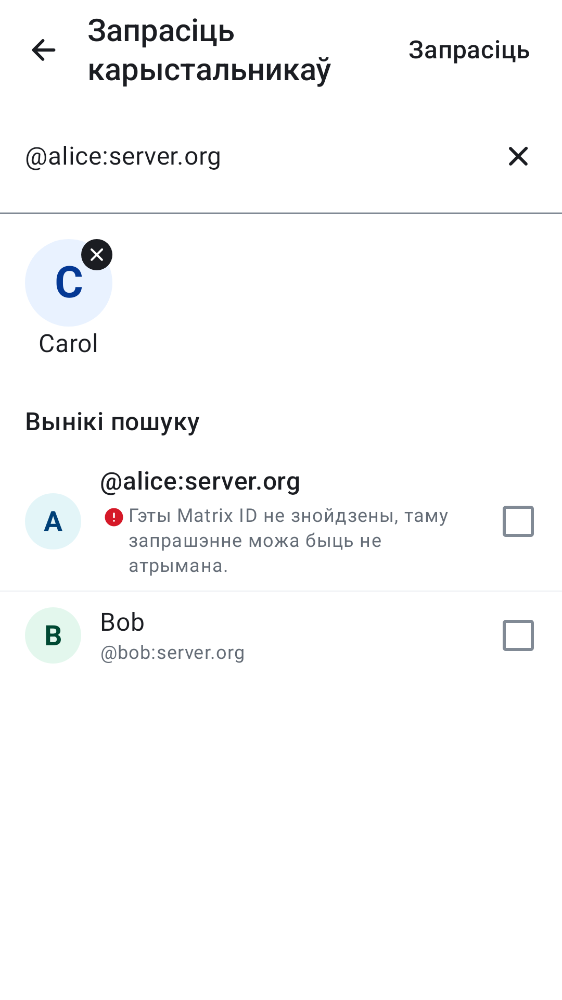 Запрасіць
карыстальникаў
Запрасіць
@alice:server.org
C
Carol
Вынікі пошуку
A
@alice:server.org
Гэты Matrix ID не знойдзены, таму
запрашэнне можа быць не
атрымана.
B
Bob
@bob:server.org